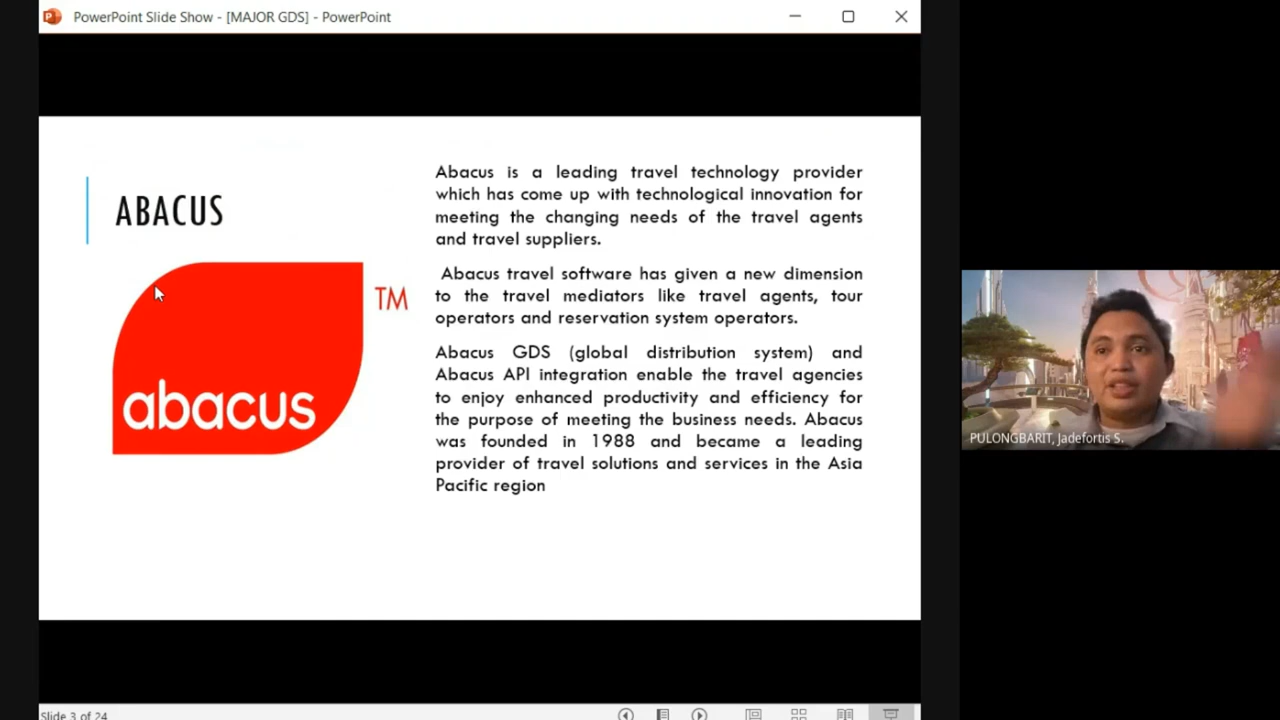 PowerPoint Slide Show - [MAJOR GDS] - PowerPoint
ABACUS
abacus
TM
Abacus is a leading travel technology provider
which has come up with technological innovation for
meeting the changing needs of the travel agents
and travel suppliers.
Abacus travel software has given a new dimension
to the travel mediators like travel agents, tour
operators and reservation system operators.
Abacus GDS (global distribution system) and
Abacus API integration enable the travel agencies
to enjoy enhanced productivity and efficiency for
the purpose of meeting the business needs. Abacus
was founded in 1988 and became a leading
provider of travel solutions and services in the Asia
Pacific region
PULONGBARIT, Jadefortis S.
Slide 3 of 24